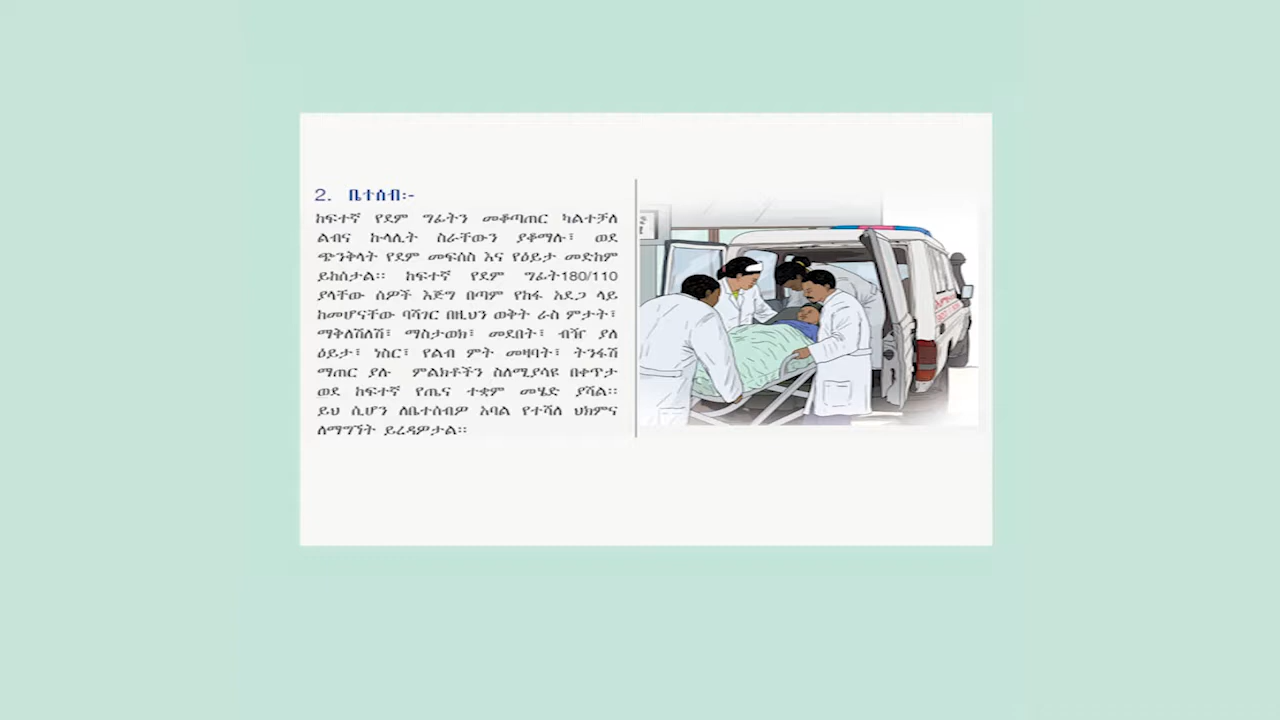 2. ቤተሰብ፡-
ከፍተኛ የደም ግፊትን መቆጣጠር ካልተቻለ
ልብና ኩላሊት ስራቸውን ያቆማሉ፣ ወደ
ጭንቅላት የደም መፍሰስ እና የዕይታ መድከም
ይከሰታል፡፡ ከፍተኛ የደም ግፊት180/110
ያላቸው ሰዎች እጅግ በጣም የከፋ አደጋ ላይ
ከመሆናቸው ባሻገር በዚህን ወቅት ራስ ምታት፣
ማቅለሽለሽ፣ ማስታወክ፣ መደበት፣ ብዥ ያለ
ዕይታ፣ ነስር፣ የልብ ምት መዛባት፣ ትንፋሽ
ማጠር ያሉ ምልክቶችን ስለሚያሳዩ በቀጥታ
ወደ ከፍተኛ የጤና ተቋም መሄድ ያሻል፡፡
ይህ ሲሆን ለቤተሰብዎ አባል የተሻለ ህክምና
ለማግኘት ይረዳዎታል፡፡